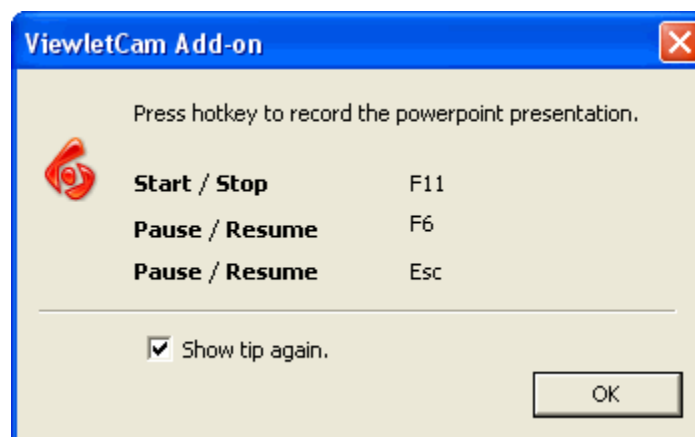 ViewletCam Add-on
Press hotkey to record the powerpoint presentation.
Start / Stop F11
Pause / Resume F6
Pause / Resume Esc
Show tip again.
OK